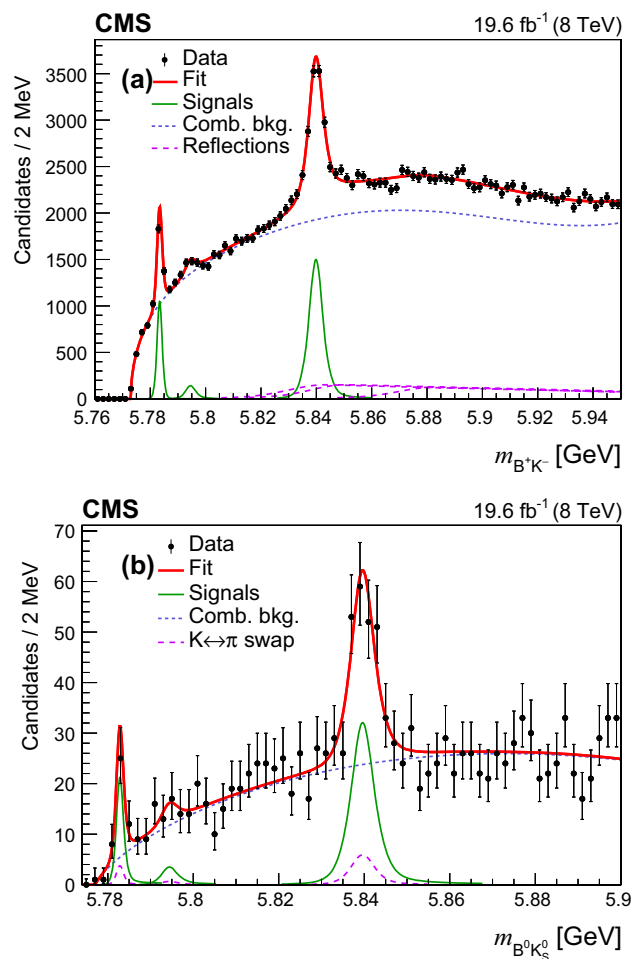 CMS 19.6 fb⁻¹ (8 TeV)
(a)
Data
Fit
Signals
Comb. bkg.
Reflections
Candidates / 2 MeV
3500
3000
2500
2000
1500
1000
500
0
5.76 5.78 5.8 5.82 5.84 5.86 5.88 5.9 5.92 5.94
m_{B⁺K⁻} [GeV]
CMS 19.6 fb⁻¹ (8 TeV)
(b)
Data
Fit
Signals
Comb. bkg.
K↔π swap
Candidates / 2 MeV
70
60
50
40
30
20
10
0
5.78 5.8 5.82 5.84 5.86 5.88 5.9
m_{B⁰K_S⁰} [GeV]